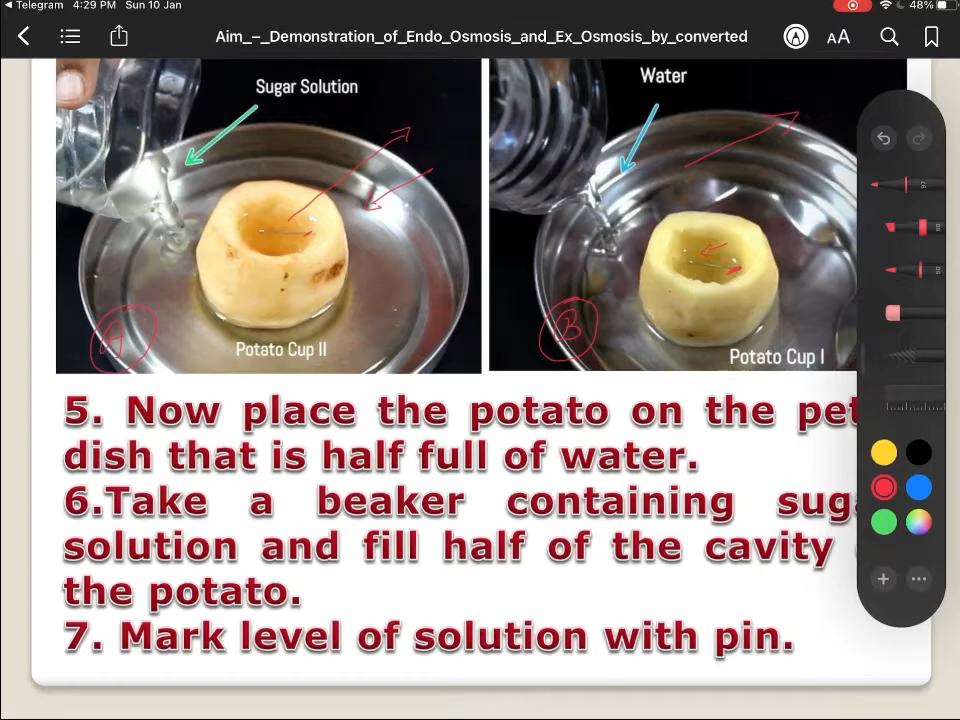 Telegram 4:29 PM Sun 10 Jan 48%
Aim_–_Demonstration_of_Endo_Osmosis_and_Ex_Osmosis_by_converted
AA
Sugar Solution
Water
A
B
Potato Cup II
Potato Cup I
5. Now place the potato on the pet
dish that is half full of water.
6.Take a beaker containing sug
solution and fill half of the cavity
the potato.
7. Mark level of solution with pin.